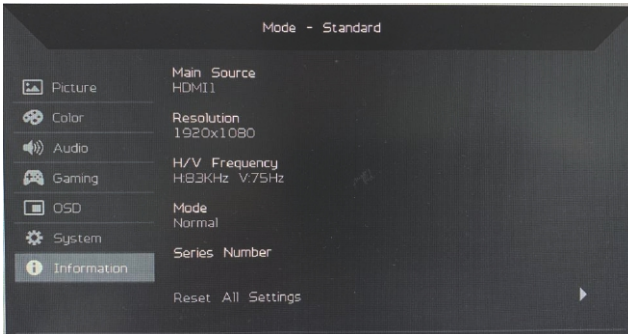 Mode - Standard
Picture
Color
Audio
Gaming
OSD
System
Information
Main Source
HDMI1
Resolution
1920x1080
H/V Frequency
H:83KHz V:75Hz
Mode
Normal
Series Number
Reset All Settings